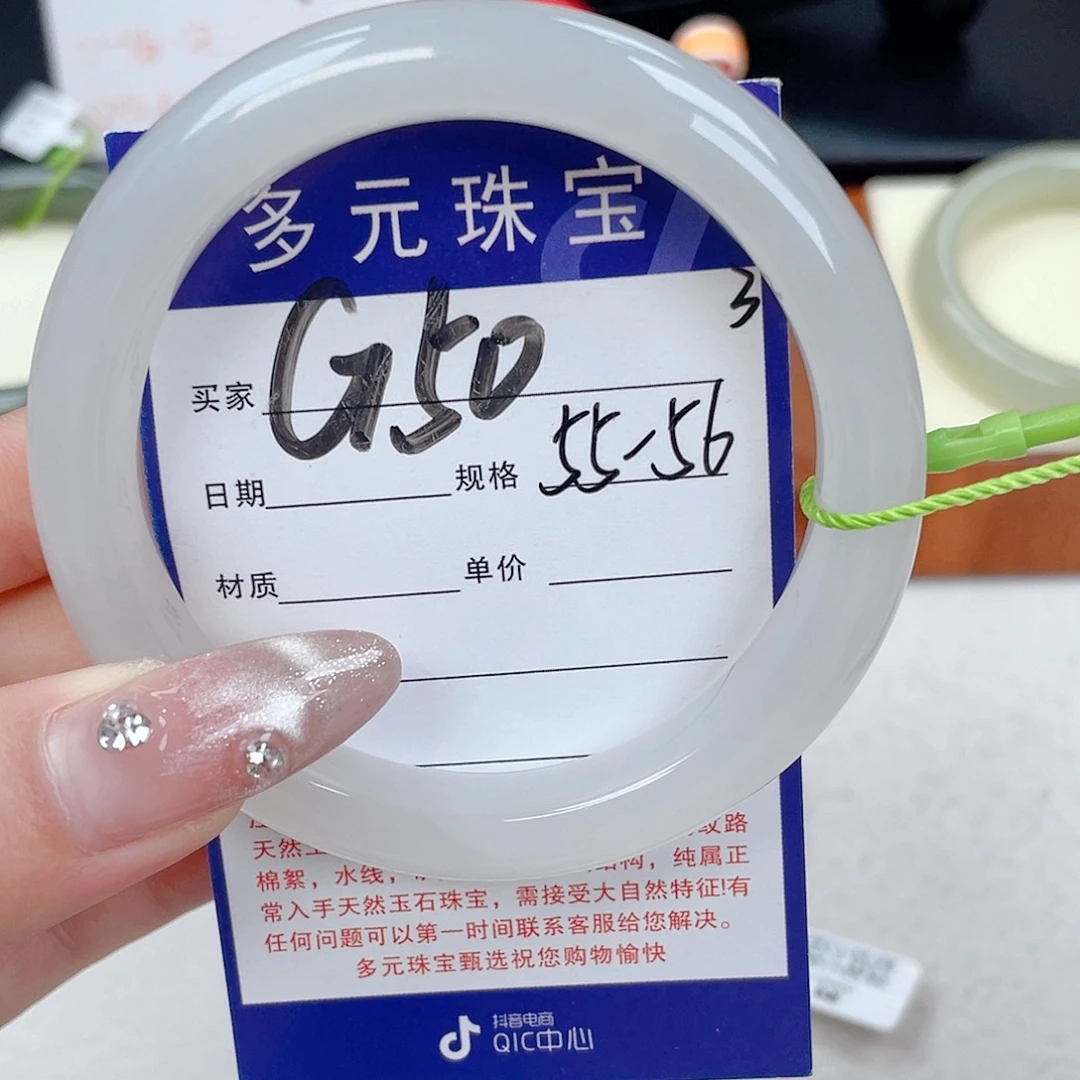 多元珠宝
3
买家 G50
日期 规格 55-56
材质 单价
纹路
天然
棉絮，水线， 结构，纯属正
常入手天然玉石珠宝，需接受大自然特征!有
任何问题可以第一时间联系客服给您解决。
多元珠宝甄选祝您购物愉快
抖音电商
QIC中心